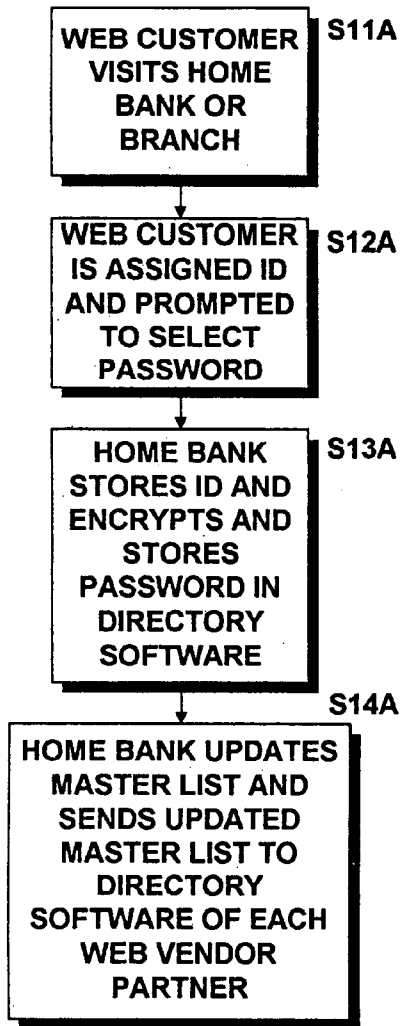 S11A
WEB CUSTOMER
VISITS HOME
BANK OR
BRANCH
S12A
WEB CUSTOMER
IS ASSIGNED ID
AND PROMPTED
TO SELECT
PASSWORD
S13A
HOME BANK
STORES ID AND
ENCRYPTS AND
STORES
PASSWORD IN
DIRECTORY
SOFTWARE
S14A
HOME BANK UPDATES
MASTER LIST AND
SENDS UPDATED
MASTER LIST TO
DIRECTORY
SOFTWARE OF EACH
WEB VENDOR
PARTNER